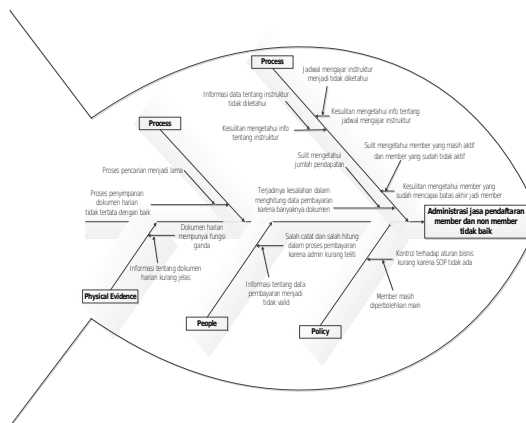 Process
Jadwal mengajar instruktur
menjadi tidak diketahui
Informasi data tentang instruktur
tidak diketahui
Kesulitan mengetahui info tentang
jadwal mengajar instruktur
Process
Kesulitan mengetahui info
tentang instruktur
Sulit mengetahui member yang masih aktif
dan member yang sudah tidak aktif
Sulit mengetahui
jumlah pendapatan
Proses pencarian menjadi lama
Proses penyimpanan
dokumen harian
tidak tertata dengan baik
Terjadinya kesalahan dalam
menghitung data pembayaran
karena banyaknya dokumen
Kesulitan mengetahui member yang
sudah mencapai batas akhir jadi member
Administrasi jasa pendaftaran
member dan non member
tidak baik
Dokumen harian
mempunyai fungsi
ganda
Salah catat dan salah hitung
dalam proses pembayaran
karena admin kurang teliti
Kontrol terhadap aturan bisnis
kurang karena SOP tidak ada
Informasi tentang dokumen
harian kurang jelas
Informasi tentang data
pembayaran menjadi
tidak valid
Member masih
diperbolehkan main
Physical Evidence
People
Policy